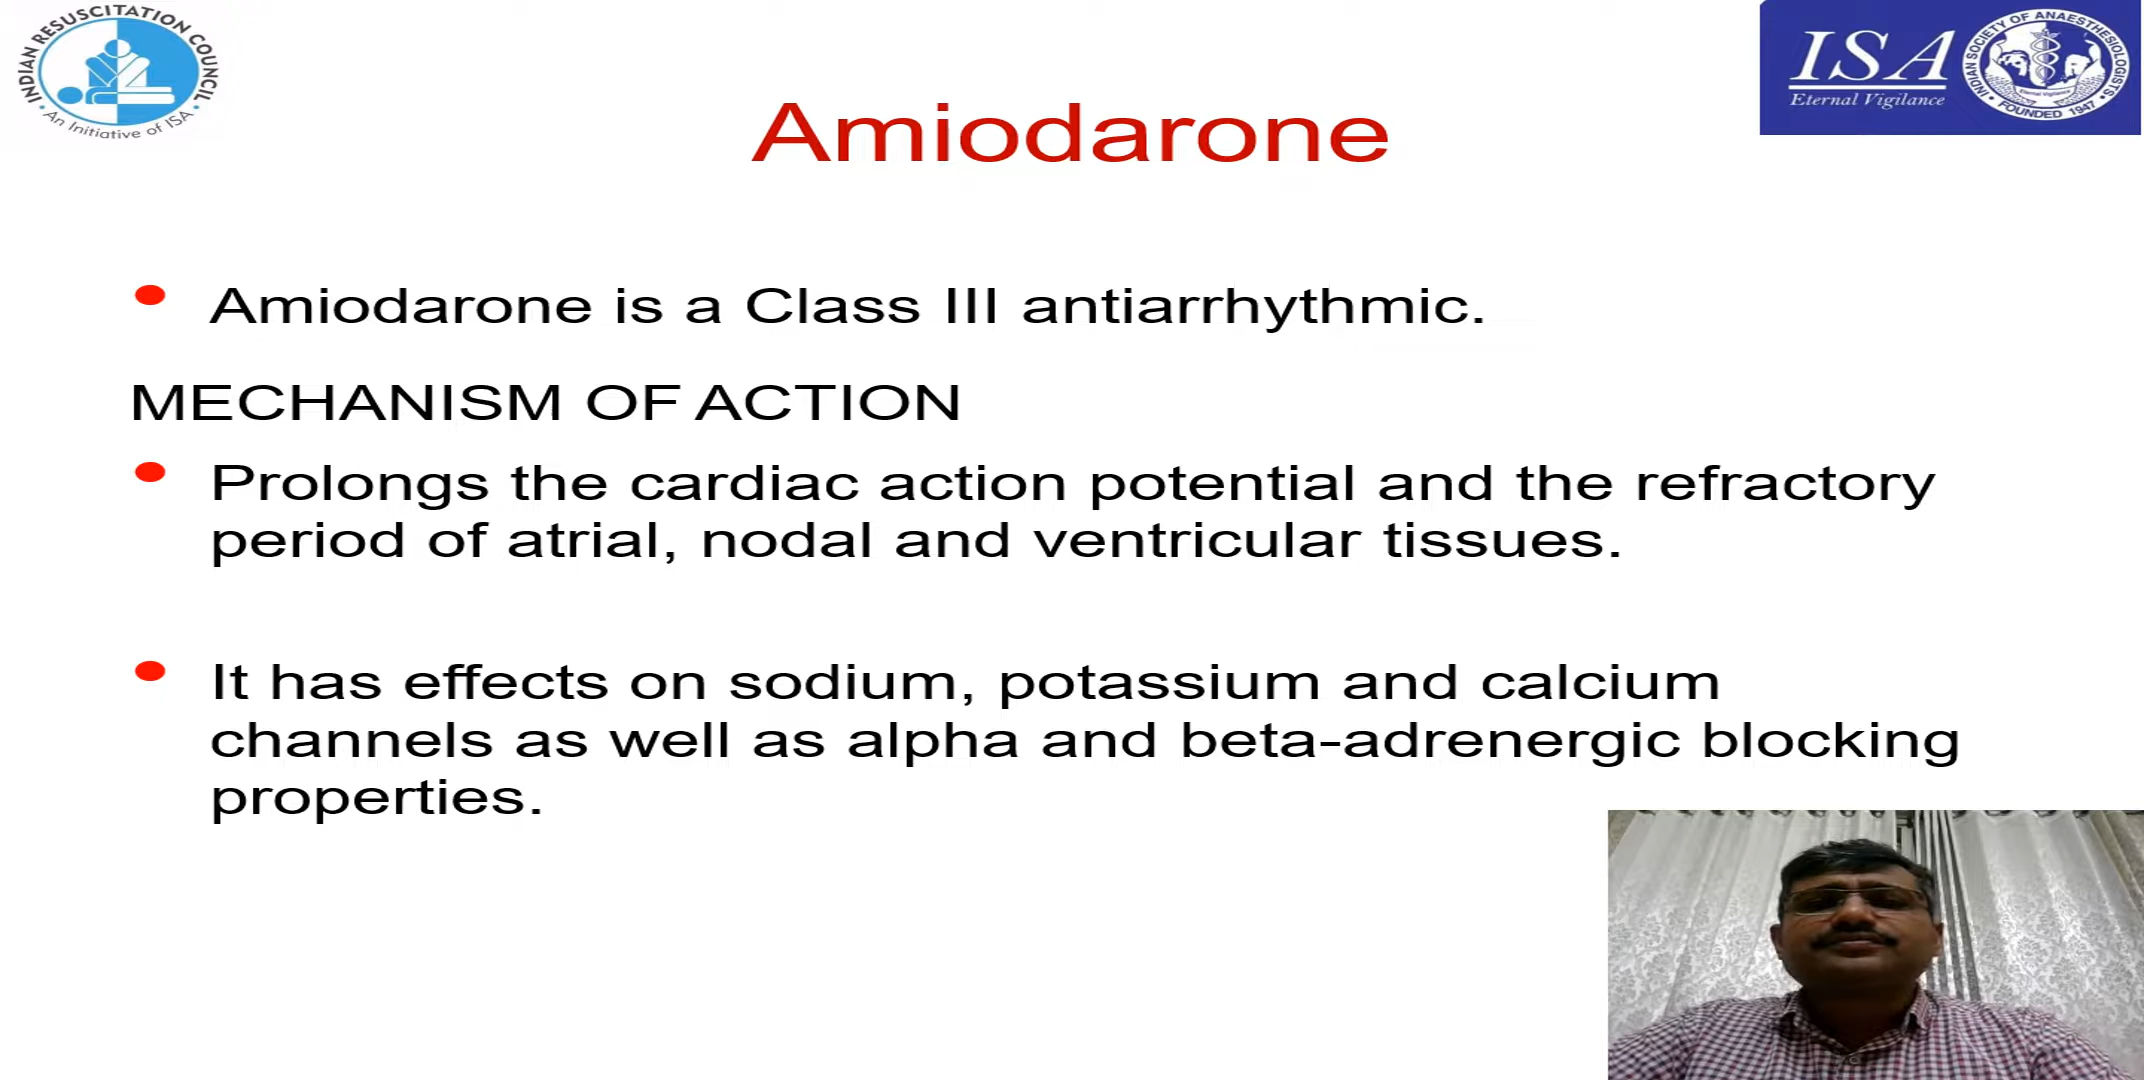 INDIAN RESUSCITATION COUNCIL
An Initiative of ISA
ISA
Eternal Vigilance
INDIAN SOCIETY OF ANAESTHESIOLOGISTS
Eternal Vigilance
FOUNDED 1947
Amiodarone
• Amiodarone is a Class III antiarrhythmic.
MECHANISM OF ACTION
• Prolongs the cardiac action potential and the refractory
period of atrial, nodal and ventricular tissues.
• It has effects on sodium, potassium and calcium
channels as well as alpha and beta-adrenergic blocking
properties.